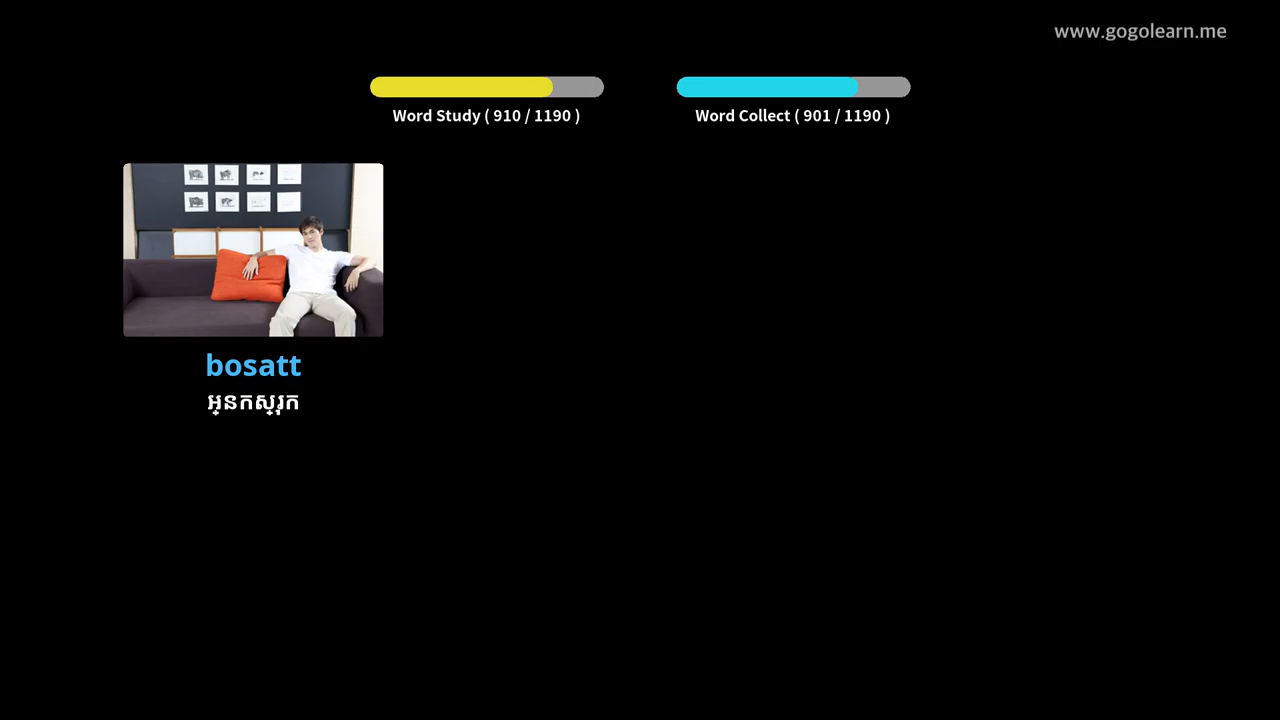 www.gogolearn.me
Word Study ( 910 / 1190 )
Word Collect ( 901 / 1190 )
bosatt
អ្នកស្រុក